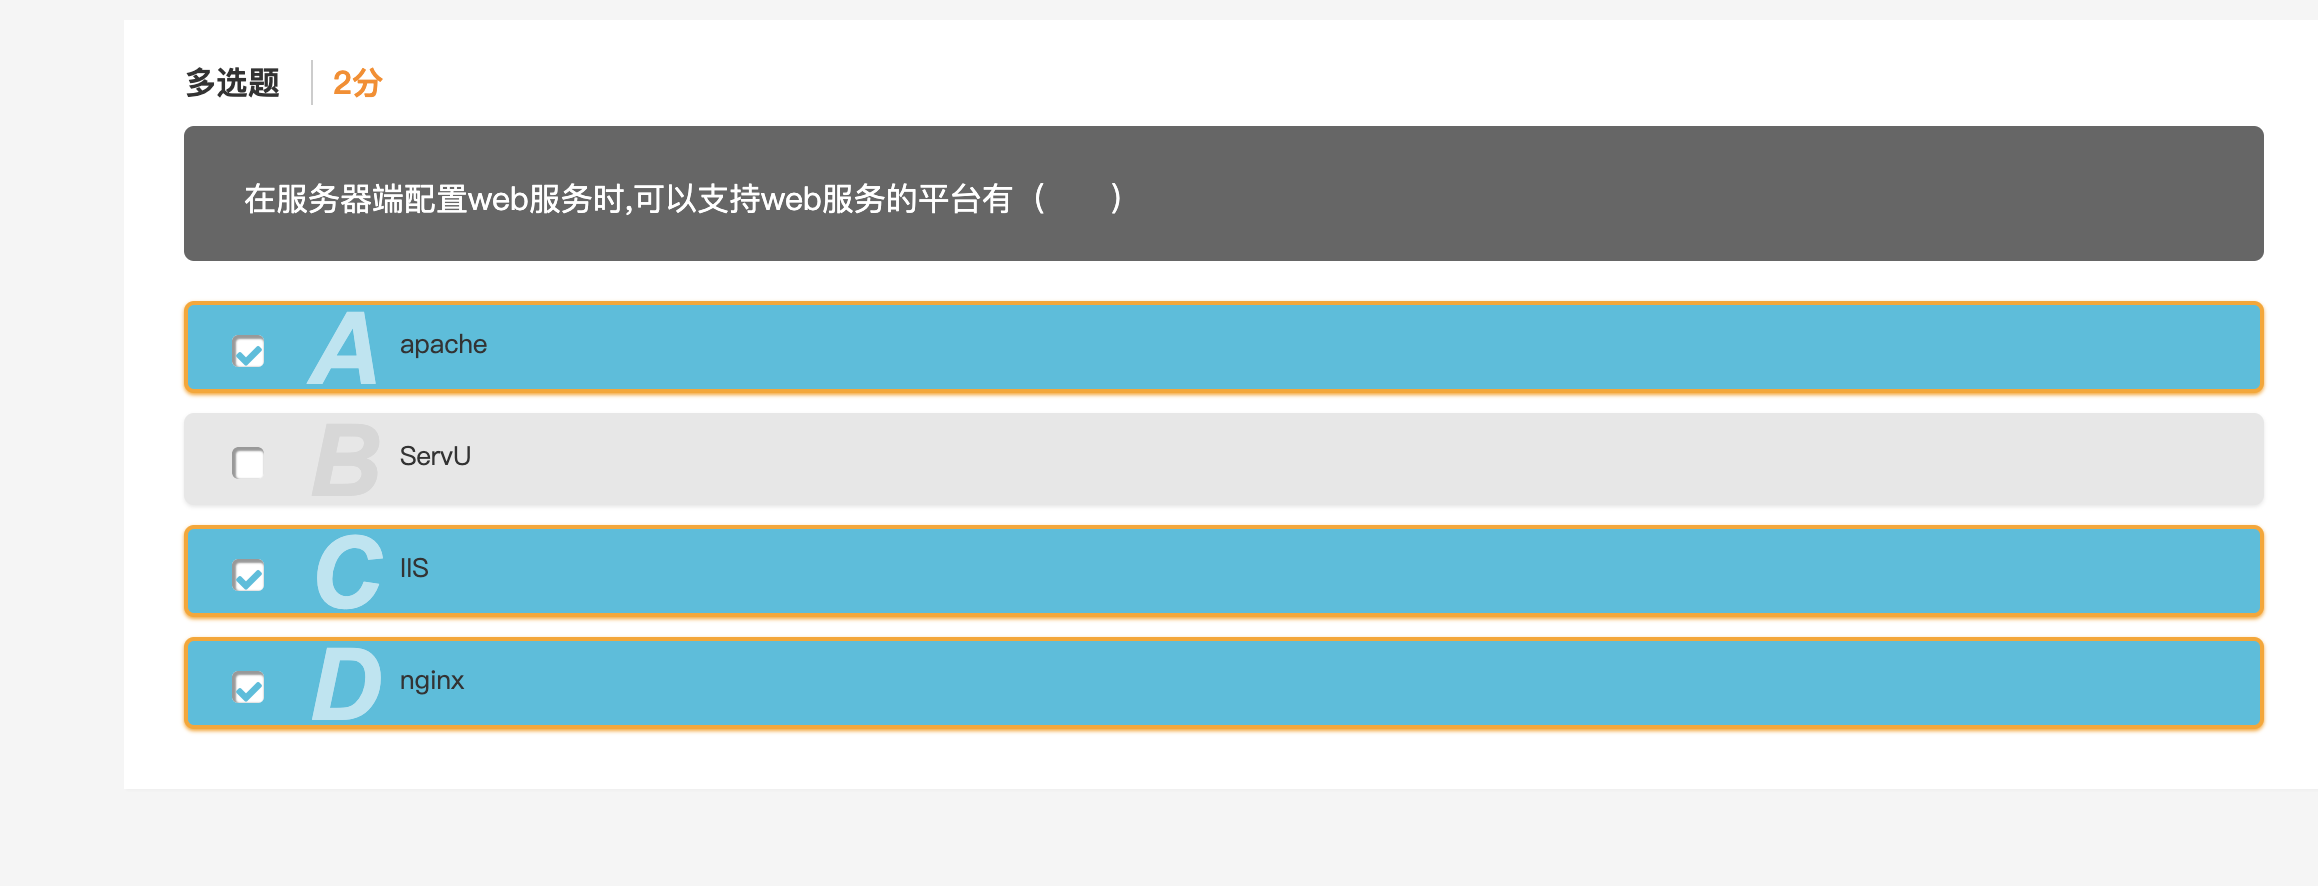 多选题 2分
在服务器端配置web服务时,可以支持web服务的平台有（　　）
A apache
B ServU
C IIS
D nginx